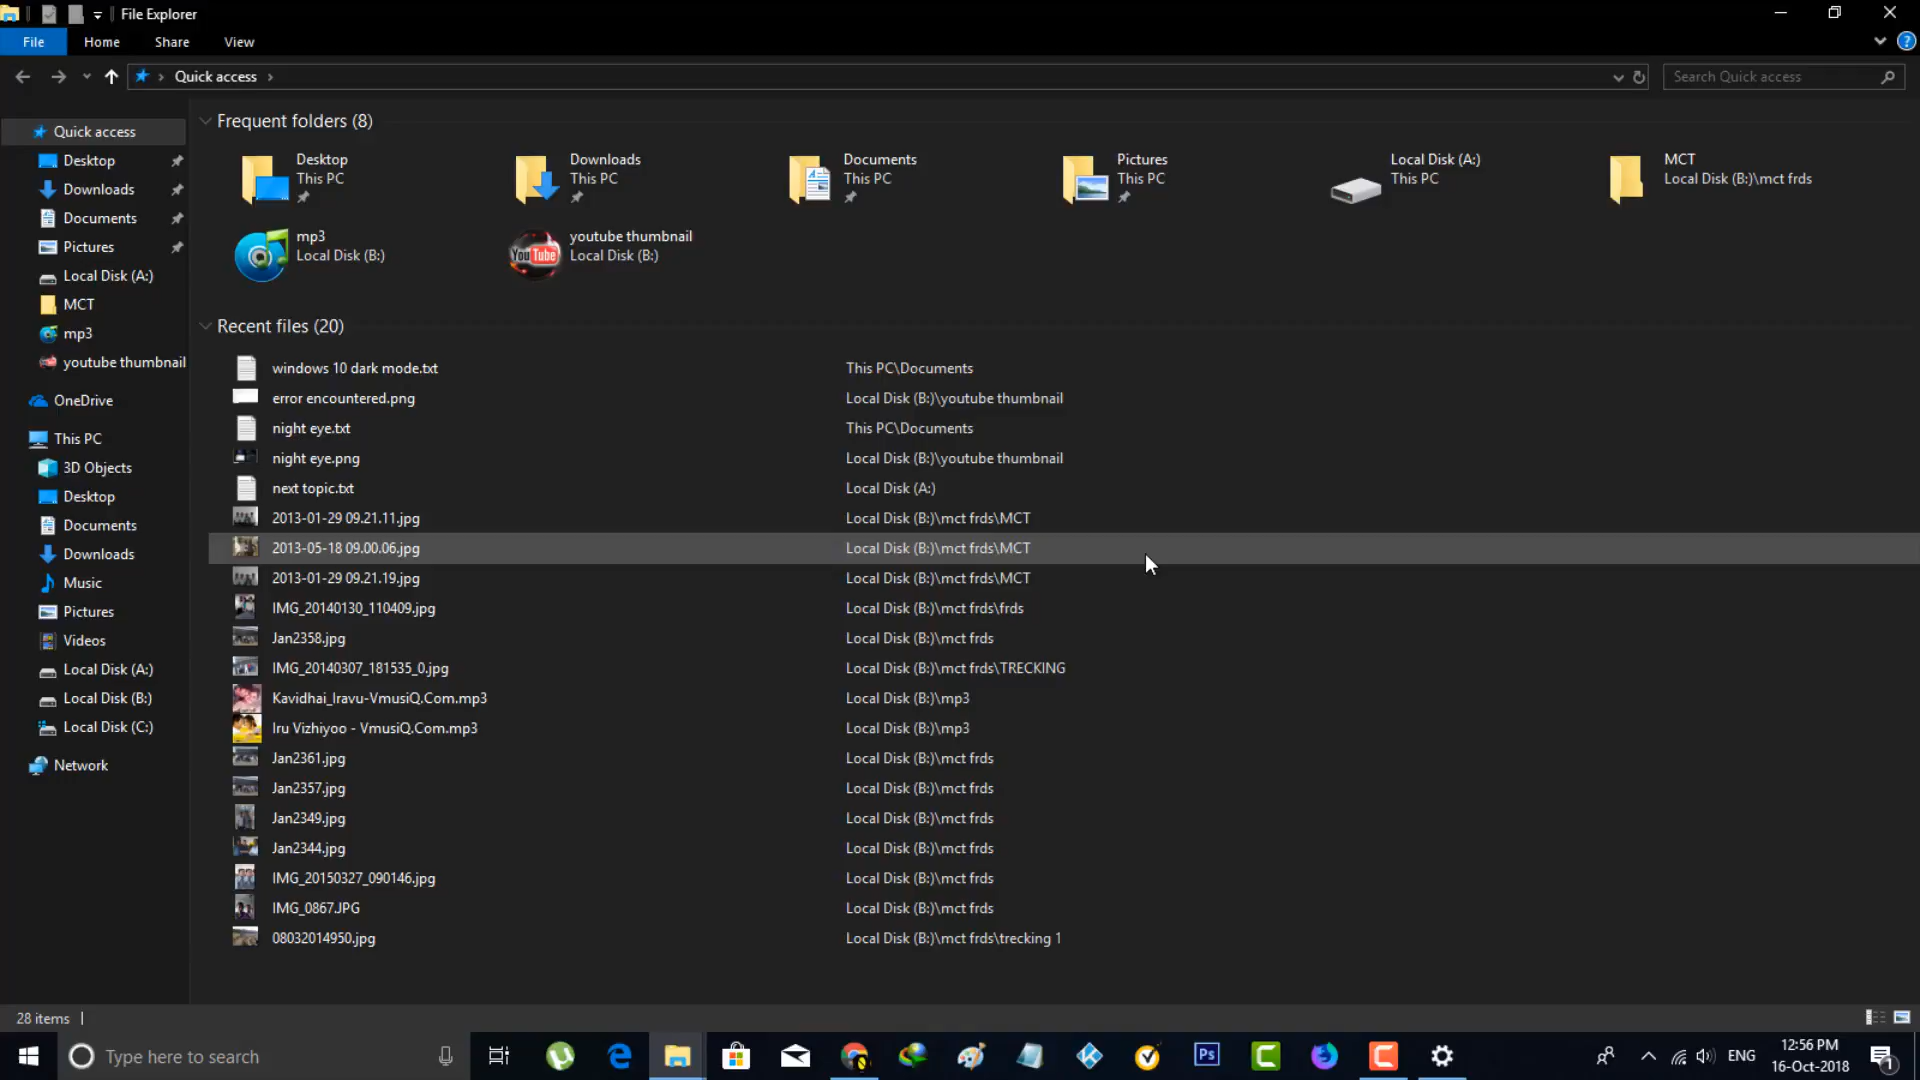 File Explorer
File Home Share View
Quick access
Search Quick access
Quick access
Desktop
Downloads
Documents
Pictures
Local Disk (A:)
MCT
mp3
youtube thumbnail
OneDrive
This PC
3D Objects
Desktop
Documents
Downloads
Music
Pictures
Videos
Local Disk (A:)
Local Disk (B:)
Local Disk (C:)
Network
Frequent folders (8)
Desktop
This PC
Downloads
This PC
Documents
This PC
Pictures
This PC
Local Disk (A:)
This PC
MCT
Local Disk (B:)\mct frds
mp3
Local Disk (B:)
You Tube
youtube thumbnail
Local Disk (B:)
Recent files (20)
windows 10 dark mode.txt This PC\Documents
error encountered.png Local Disk (B:)\youtube thumbnail
night eye.txt This PC\Documents
night eye.png Local Disk (B:)\youtube thumbnail
next topic.txt Local Disk (A:)
2013-01-29 09.21.11.jpg Local Disk (B:)\mct frds\MCT
2013-05-18 09.00.06.jpg Local Disk (B:)\mct frds\MCT
2013-01-29 09.21.19.jpg Local Disk (B:)\mct frds\MCT
IMG_20140130_110409.jpg Local Disk (B:)\mct frds\frds
Jan2358.jpg Local Disk (B:)\mct frds
IMG_20140307_181535_0.jpg Local Disk (B:)\mct frds\TRECKING
Kavidhai_Iravu-VmusiQ.Com.mp3 Local Disk (B:)\mp3
Iru Vizhiyoo - VmusiQ.Com.mp3 Local Disk (B:)\mp3
Jan2361.jpg Local Disk (B:)\mct frds
Jan2357.jpg Local Disk (B:)\mct frds
Jan2349.jpg Local Disk (B:)\mct frds
Jan2344.jpg Local Disk (B:)\mct frds
IMG_20150327_090146.jpg Local Disk (B:)\mct frds
IMG_0867.JPG Local Disk (B:)\mct frds
08032014950.jpg Local Disk (B:)\mct frds\trecking 1
28 items
Type here to search
Ps
ENG
12:56 PM
16-Oct-2018
1